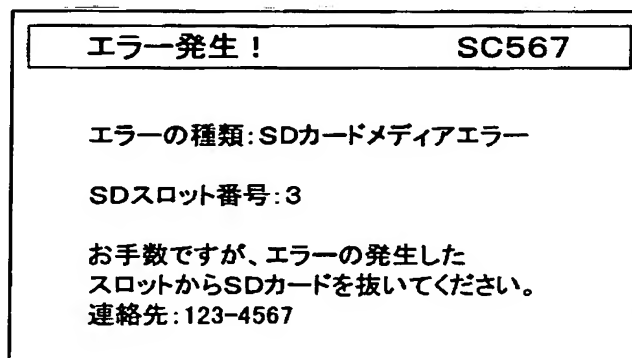 エラー発生! SC567
エラーの種類:SDカードメディアエラー
SDスロット番号:3
お手数ですが、エラーの発生した
スロットからSDカードを抜いてください。
連絡先:123-4567